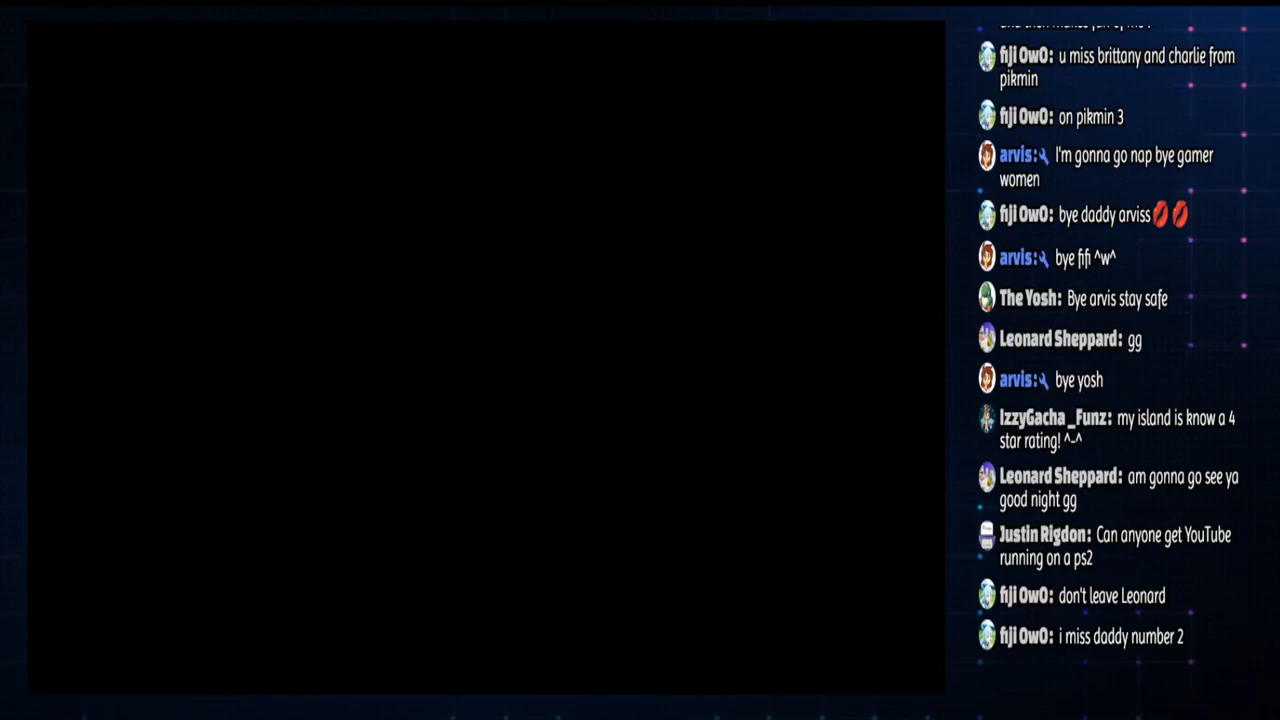 fiji OwO: u miss brittany and charlie from
pikmin
fiji OwO: on pikmin 3
arvis: I'm gonna go nap bye gamer
women
fiji OwO: bye daddy arviss💋💋
arvis: bye fifi ^w^
The Yosh: Bye arvis stay safe
Leonard Sheppard: gg
arvis: bye yosh
IzzyGacha_Funz: my island is know a 4
star rating! ^-^
Leonard Sheppard: am gonna go see ya
good night gg
Justin Rigdon: Can anyone get YouTube
running on a ps2
fiji OwO: don't leave Leonard
fiji OwO: i miss daddy number 2